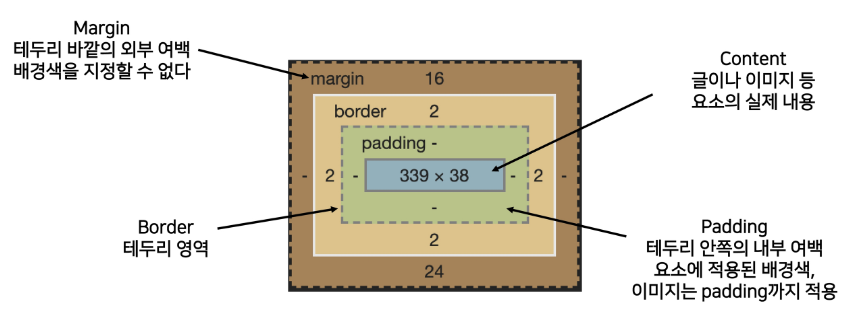 Margin
테두리 바깥의 외부 여백
배경색을 지정할 수 없다
Content
글이나 이미지 등
요소의 실제 내용
margin 16
border 2
padding -
- 2 - 339 × 38 - 2 -
-
2
24
Border
테두리 영역
Padding
테두리 안쪽의 내부 여백
요소에 적용된 배경색,
이미지는 padding까지 적용